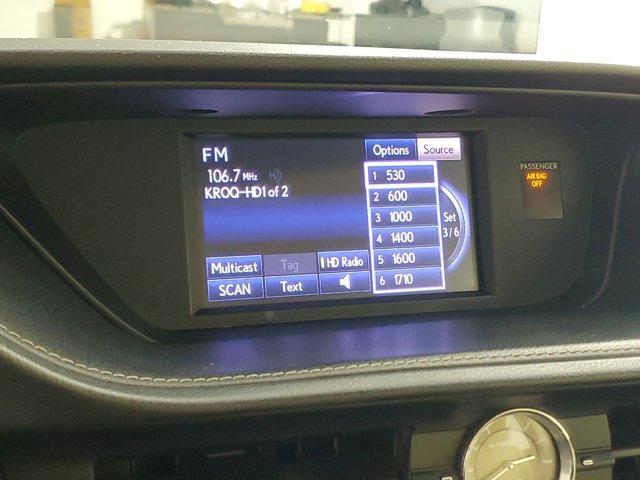 FM
Options
Source
106.7 MHz HD
KROQ-HD1 of 2
1 530
2 600
3 1000
4 1400
5 1600
6 1710
Set
3/6
Multicast
Tag
HD Radio
SCAN
Text
PASSENGER
AIR BAG
OFF